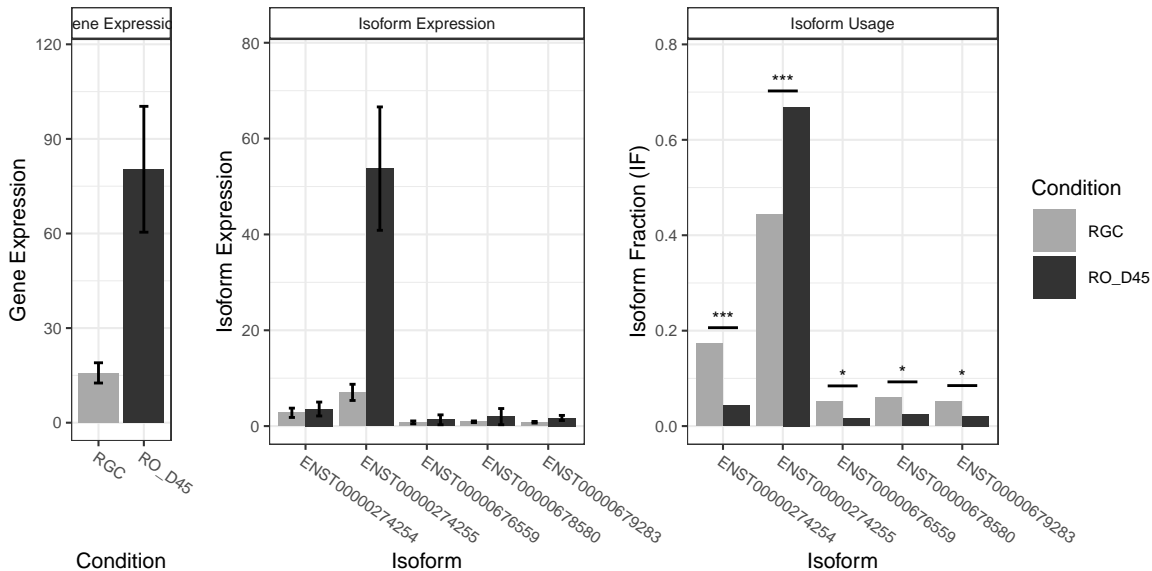 ene Expressio
Gene Expression
120
90
60
30
0
RGC
RO_D45
Condition
Isoform Expression
Isoform Expression
80
60
40
20
0
ENST00000274254
ENST00000274255
ENST00000676559
ENST00000678580
ENST00000679283
Isoform
Isoform Usage
Isoform Fraction (IF)
0.8
0.6
0.4
0.2
0.0
***
***
*
*
*
ENST00000274254
ENST00000274255
ENST00000676559
ENST00000678580
ENST00000679283
Isoform
Condition
RGC
RO_D45